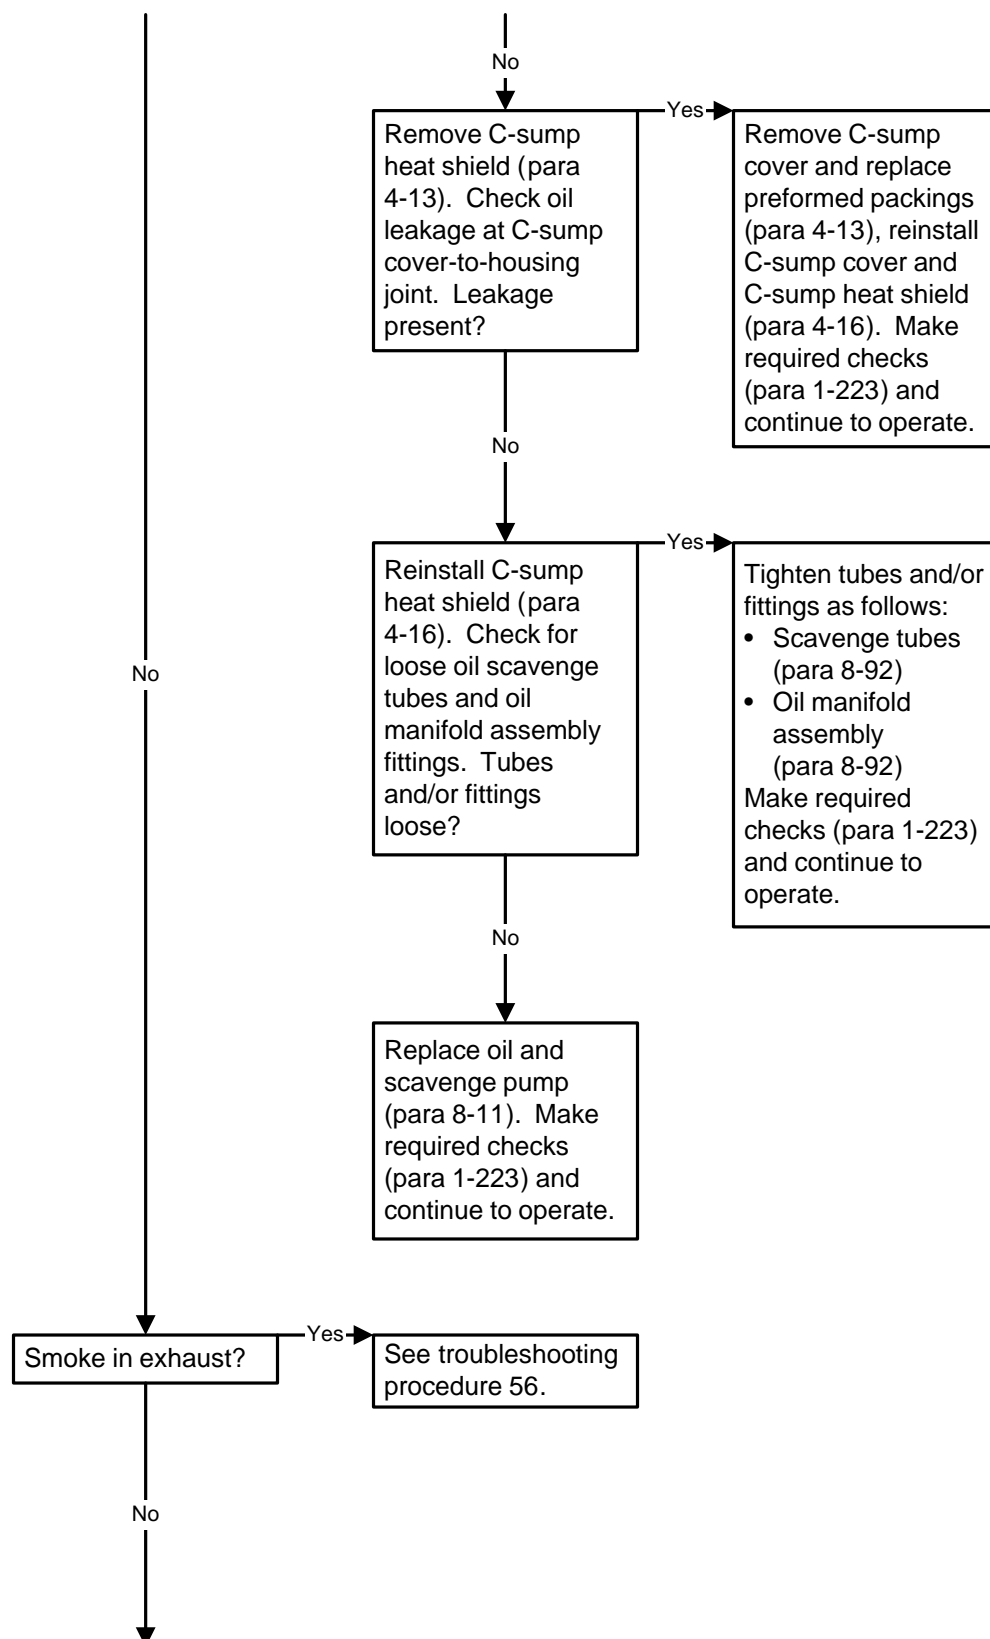 No
Remove C-sump
heat shield (para
4-13).  Check oil
leakage at C-sump
cover-to-housing
joint.  Leakage
present?
Yes
Remove C-sump
cover and replace
preformed packings
(para 4-13), reinstall
C-sump cover and
C-sump heat shield
(para 4-16).  Make
required checks
(para 1-223) and
continue to operate.
No
Reinstall C-sump
heat shield (para
4-16).  Check for
loose oil scavenge
tubes and oil
manifold assembly
fittings.  Tubes
and/or fittings
loose?
Yes
Tighten tubes and/or
fittings as follows:
• Scavenge tubes
(para 8-92)
• Oil manifold
assembly
(para 8-92)
Make required
checks (para 1-223)
and continue to
operate.
No
No
Replace oil and
scavenge pump
(para 8-11).  Make
required checks
(para 1-223) and
continue to operate.
Smoke in exhaust?
Yes
See troubleshooting
procedure 56.
No